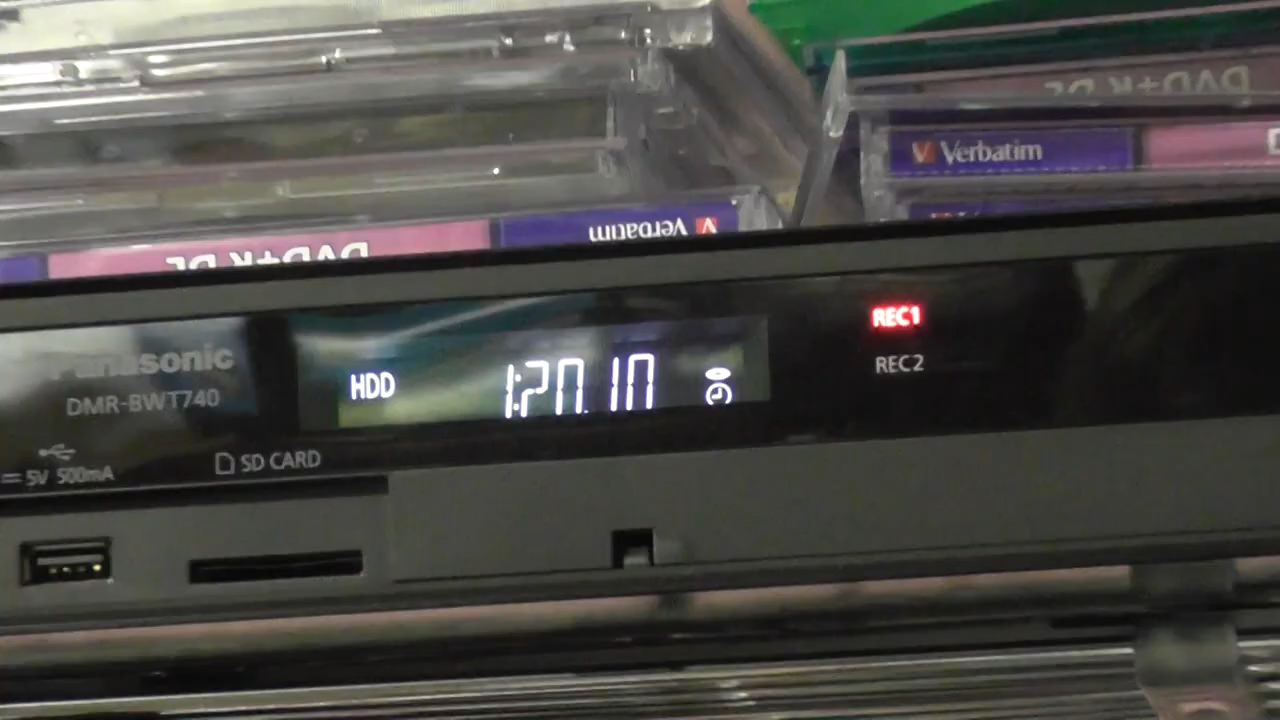 DVD+R DL
Verbatim
Verbatim
DVD+R DL
REC1
Panasonic
HDD
1:20.10
REC2
DMR-BWT740
5V 500mA
SD CARD